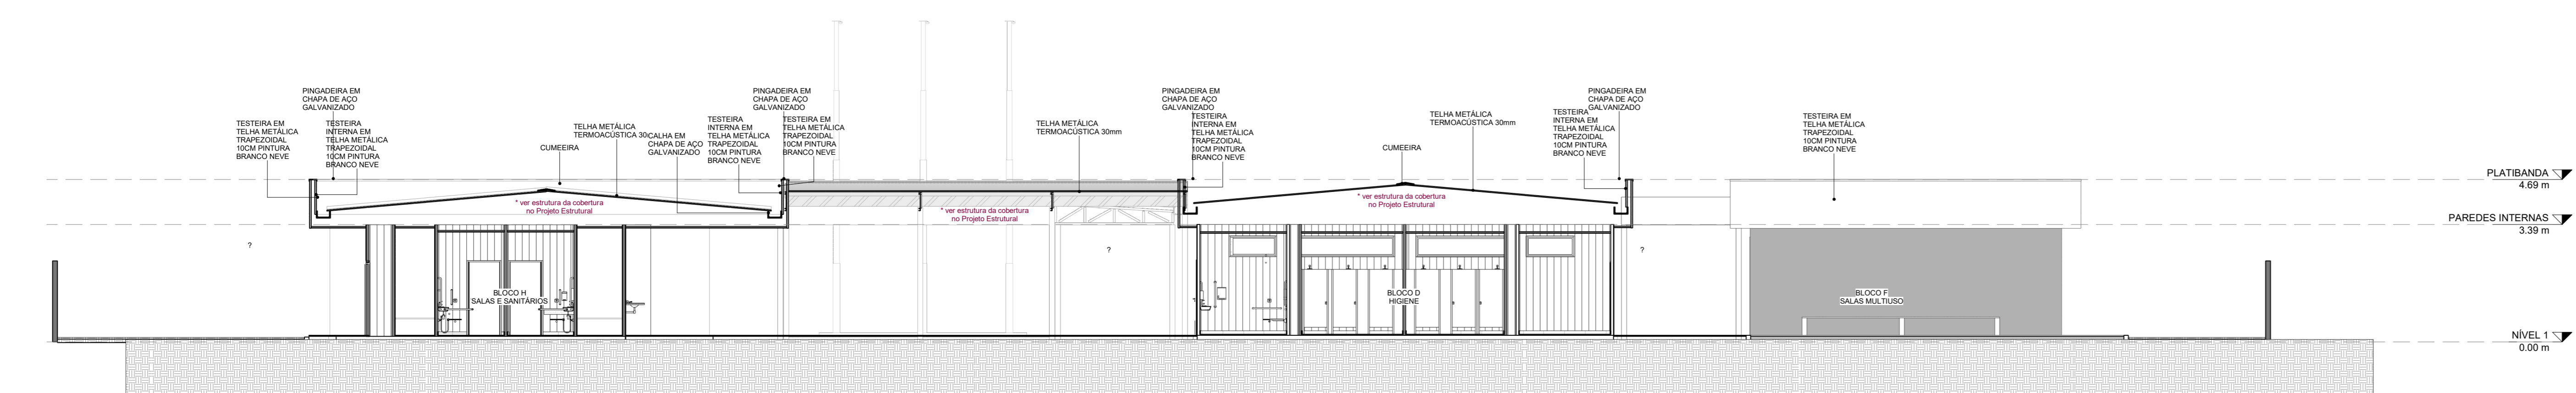 PINGADEIRA EM
CHAPA DE AÇO
GALVANIZADO
TESTEIRA EM
TELHA METÁLICA
TRAPEZOIDAL
10CM PINTURA
BRANCO NEVE
TESTEIRA
INTERNA EM
TELHA METÁLICA
TRAPEZOIDAL
10CM PINTURA
BRANCO NEVE
CUMEEIRA
TELHA METÁLICA
TERMOACÚSTICA 30
CALHA EM
CHAPA DE AÇO
GALVANIZADO
TESTEIRA
INTERNA EM
TELHA METÁLICA
TRAPEZOIDAL
10CM PINTURA
BRANCO NEVE
PINGADEIRA EM
CHAPA DE AÇO
GALVANIZADO
TESTEIRA EM
TELHA METÁLICA
TRAPEZOIDAL
10CM PINTURA
BRANCO NEVE
TELHA METÁLICA
TERMOACÚSTICA 30mm
PINGADEIRA EM
CHAPA DE AÇO
GALVANIZADO
TESTEIRA
INTERNA EM
TELHA METÁLICA
TRAPEZOIDAL
10CM PINTURA
BRANCO NEVE
CUMEEIRA
TELHA METÁLICA
TERMOACÚSTICA 30mm
PINGADEIRA EM
CHAPA DE AÇO
GALVANIZADO
TESTEIRA
INTERNA EM
TELHA METÁLICA
TRAPEZOIDAL
10CM PINTURA
BRANCO NEVE
TESTEIRA EM
TELHA METÁLICA
TRAPEZOIDAL
10CM PINTURA
BRANCO NEVE
PLATIBANDA
4.69 m
* ver estrutura da cobertura
no Projeto Estrutural
* ver estrutura da cobertura
no Projeto Estrutural
* ver estrutura da cobertura
no Projeto Estrutural
PAREDES INTERNAS
3.39 m
?
?
?
BLOCO H
SALAS E SANITÁRIOS
BLOCO D
HIGIENE
BLOCO F
SALAS MULTIUSO
NÍVEL 1
0.00 m